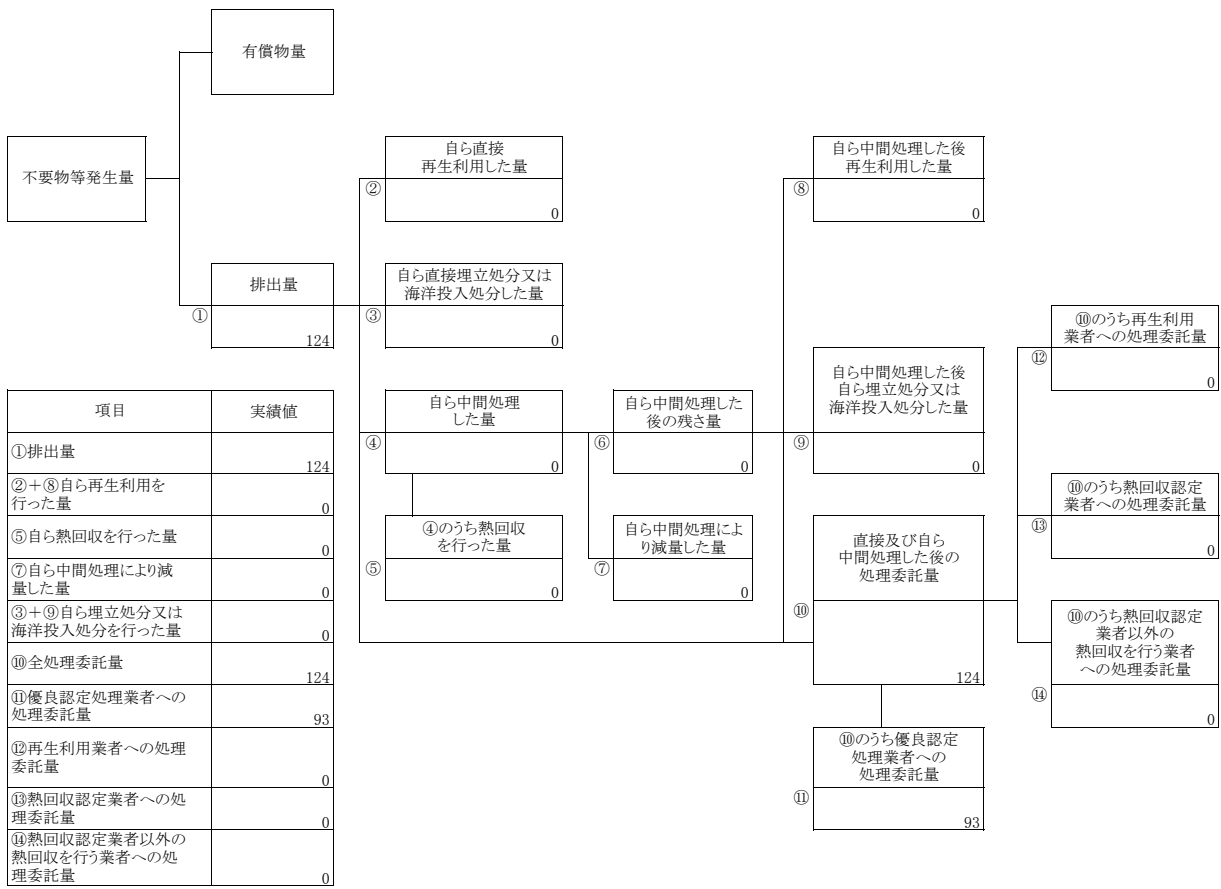 有償物量
不要物等発生量
自ら直接
再生利用した量
②
0
自ら中間処理した後
再生利用した量
⑧
0
排出量
①
124
自ら直接埋立処分又は
海洋投入処分した量
③
0
⑩のうち再生利用
業者への処理委託量
⑫
0
自ら中間処理
した量
④
0
自ら中間処理した
後の残さ量
⑥
0
自ら中間処理した後
自ら埋立処分又は
海洋投入処分した量
⑨
0
⑩のうち熱回収認定
業者への処理委託量
⑬
0
④のうち熱回収
を行った量
⑤
0
自ら中間処理によ
り減量した量
⑦
0
直接及び自ら
中間処理した後の
処理委託量
⑩
124
⑩のうち熱回収認定
業者以外の
熱回収を行う業者
への処理委託量
⑭
0
⑩のうち優良認定
処理業者への
処理委託量
⑪
93
項目 実績値
①排出量
124
②＋⑧自ら再生利用を
行った量
0
⑤自ら熱回収を行った量
0
⑦自ら中間処理により減
量した量
0
③＋⑨自ら埋立処分又は
海洋投入処分を行った量
0
⑩全処理委託量
124
⑪優良認定処理業者への
処理委託量
93
⑫再生利用業者への処理
委託量
0
⑬熱回収認定業者への処
理委託量
0
⑭熱回収認定業者以外の
熱回収を行う業者への処
理委託量
0